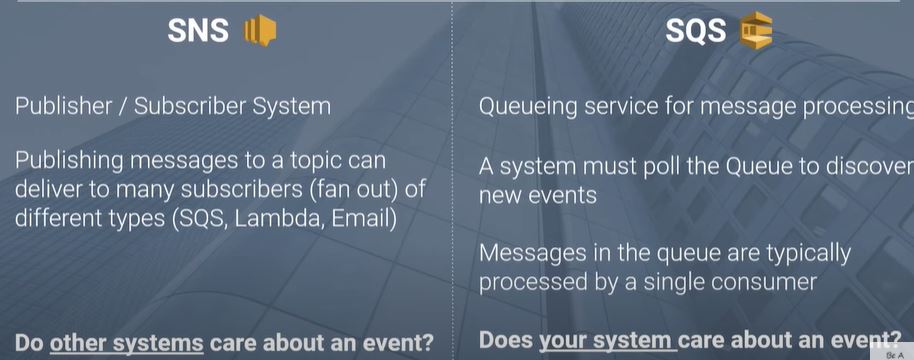 SNS
Publisher / Subscriber System
Publishing messages to a topic can
deliver to many subscribers (fan out) of
different types (SQS, Lambda, Email)
Do other systems care about an event?
SQS
Queueing service for message processing
A system must poll the Queue to discover
new events
Messages in the queue are typically
processed by a single consumer
Does your system care about an event?
Be A